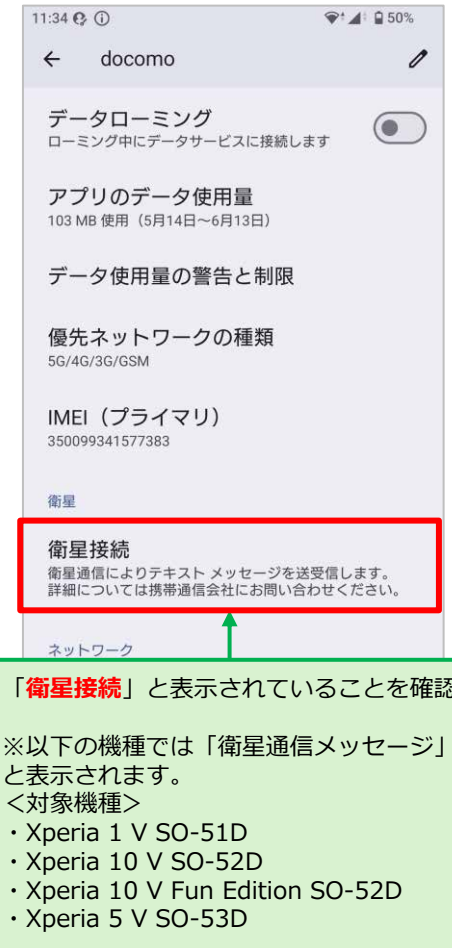 11:34 50%
docomo
データローミング
ローミング中にデータサービスに接続します
アプリのデータ使用量
103 MB 使用（5月14日～6月13日）
データ使用量の警告と制限
優先ネットワークの種類
5G/4G/3G/GSM
IMEI（プライマリ）
350099341577383
衛星
衛星接続
衛星通信によりテキスト メッセージを送受信します。
詳細については携帯通信会社にお問い合わせください。
ネットワーク
「衛星接続」と表示されていることを確認
※以下の機種では「衛星通信メッセージ」
と表示されます。
＜対象機種＞
・Xperia 1 V SO-51D
・Xperia 10 V SO-52D
・Xperia 10 V Fun Edition SO-52D
・Xperia 5 V SO-53D